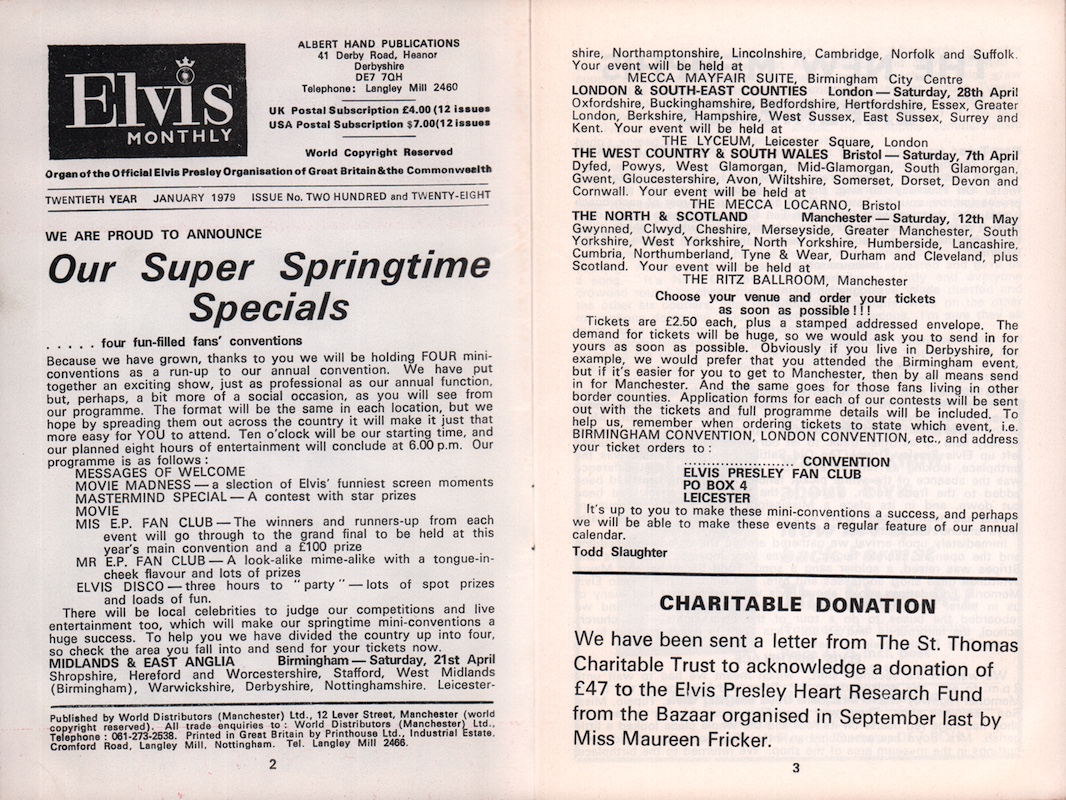 Elvis
MONTHLY
ALBERT HAND PUBLICATIONS
41 Derby Road, Heanor
Derbyshire
DE7 7QH
Telephone: Langley Mill 2460
UK Postal Subscription £4.00 (12 issues
USA Postal Subscription $7.00(12 issues
World Copyright Reserved
Organ of the Official Elvis Presley Organisation of Great Britain & the Commonwealth
TWENTIETH YEAR JANUARY 1979 ISSUE No. TWO HUNDRED and TWENTY-EIGHT
WE ARE PROUD TO ANNOUNCE
Our Super Springtime
Specials
. . . . . four fun-filled fans' conventions
Because we have grown, thanks to you we will be holding FOUR mini-
conventions as a run-up to our annual convention. We have put
together an exciting show, just as professional as our annual function,
but, perhaps, a bit more of a social occasion, as you will see from
our programme. The format will be the same in each location, but we
hope by spreading them out across the country it will make it just that
more easy for YOU to attend. Ten o'clock will be our starting time, and
our planned eight hours of entertainment will conclude at 6.00 p.m. Our
programme is as follows :
MESSAGES OF WELCOME
MOVIE MADNESS — a slection of Elvis' funniest screen moments
MASTERMIND SPECIAL — A contest with star prizes
MOVIE
MIS E.P. FAN CLUB — The winners and runners-up from each
event will go through to the grand final to be held at this
year's main convention and a £100 prize
MR E.P. FAN CLUB — A look-alike mime-alike with a tongue-in-
cheek flavour and lots of prizes
ELVIS DISCO — three hours to "party" — lots of spot prizes
and loads of fun.
There will be local celebrities to judge our competitions and live
entertainment too, which will make our springtime mini-conventions a
huge success. To help you we have divided the country up into four,
so check the area you fall into and send for your tickets now.
MIDLANDS & EAST ANGLIA Birmingham — Saturday, 21st April
Shropshire, Hereford and Worcestershire, Stafford, West Midlands
(Birmingham), Warwickshire, Derbyshire, Nottinghamshire. Leicester-
Published by World Distributors (Manchester) Ltd., 12 Lever Street, Manchester (world
copyright reserved). All trade enquiries to : World Distributors (Manchester) Ltd.,
Telephone : 061-273-2538. Printed in Great Britain by Printhouse Ltd., Industrial Estate.
Cromford Road, Langley Mill, Nottingham. Tel. Langley Mill 2466.
2
shire, Northamptonshire, Lincolnshire, Cambridge, Norfolk and Suffolk.
Your event will be held at
MECCA MAYFAIR SUITE, Birmingham City Centre
LONDON & SOUTH-EAST COUNTIES London — Saturday, 28th April
Oxfordshire, Buckinghamshire, Bedfordshire, Hertfordshire, Essex, Greater
London, Berkshire, Hampshire, West Sussex, East Sussex, Surrey and
Kent. Your event will be held at
THE LYCEUM, Leicester Square, London
THE WEST COUNTRY & SOUTH WALES Bristol — Saturday, 7th April
Dyfed, Powys, West Glamorgan, Mid-Glamorgan, South Glamorgan,
Gwent, Gloucestershire, Avon, Wiltshire, Somerset, Dorset, Devon and
Cornwall. Your event will be held at
THE MECCA LOCARNO, Bristol
THE NORTH & SCOTLAND Manchester — Saturday, 12th May
Gwynned, Clwyd, Cheshire, Merseyside, Greater Manchester, South
Yorkshire, West Yorkshire, North Yorkshire, Humberside, Lancashire,
Cumbria, Northumberland, Tyne & Wear, Durham and Cleveland, plus
Scotland. Your event will be held at
THE RITZ BALLROOM, Manchester
Choose your venue and order your tickets
as soon as possible ! ! !
Tickets are £2.50 each, plus a stamped addressed envelope. The
demand for tickets will be huge, so we would ask you to send in for
yours as soon as possible. Obviously if you live in Derbyshire, for
example, we would prefer that you attended the Birmingham event,
but if it's easier for you to get to Manchester, then by all means send
in for Manchester. And the same goes for those fans living in other
border counties. Application forms for each of our contests will be sent
out with the tickets and full programme details will be included. To
help us, remember when ordering tickets to state which event, i.e.
BIRMINGHAM CONVENTION, LONDON CONVENTION, etc., and address
your ticket orders to :
........................ CONVENTION
ELVIS PRESLEY FAN CLUB
PO BOX 4
LEICESTER
It's up to you to make these mini-conventions a success, and perhaps
we will be able to make these events a regular feature of our annual
calendar.
Todd Slaughter
CHARITABLE DONATION
We have been sent a letter from The St. Thomas
Charitable Trust to acknowledge a donation of
£47 to the Elvis Presley Heart Research Fund
from the Bazaar organised in September last by
Miss Maureen Fricker.
3